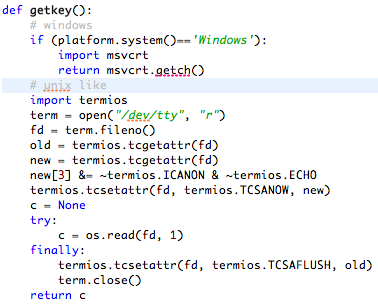 def getkey():
    # windows
    if (platform.system()=='Windows'):
        import msvcrt
        return msvcrt.getch()
    # unix like
    import termios
    term = open("/dev/tty", "r")
    fd = term.fileno()
    old = termios.tcgetattr(fd)
    new = termios.tcgetattr(fd)
    new[3] &= ~termios.ICANON & ~termios.ECHO
    termios.tcsetattr(fd, termios.TCSANOW, new)
    c = None
    try:
        c = os.read(fd, 1)
    finally:
        termios.tcsetattr(fd, termios.TCSAFLUSH, old)
        term.close()
    return c